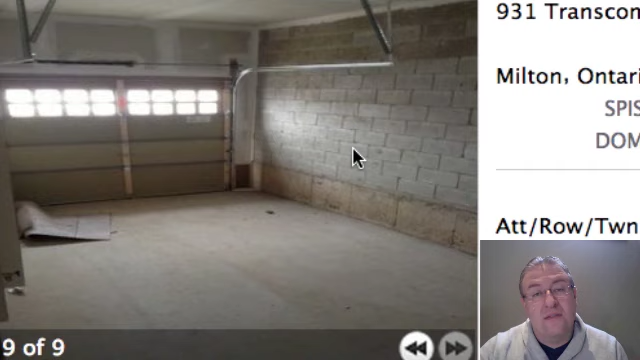 931 Transcon
Milton, Ontari
SPIS
DOM
Att/Row/Twn
9 of 9